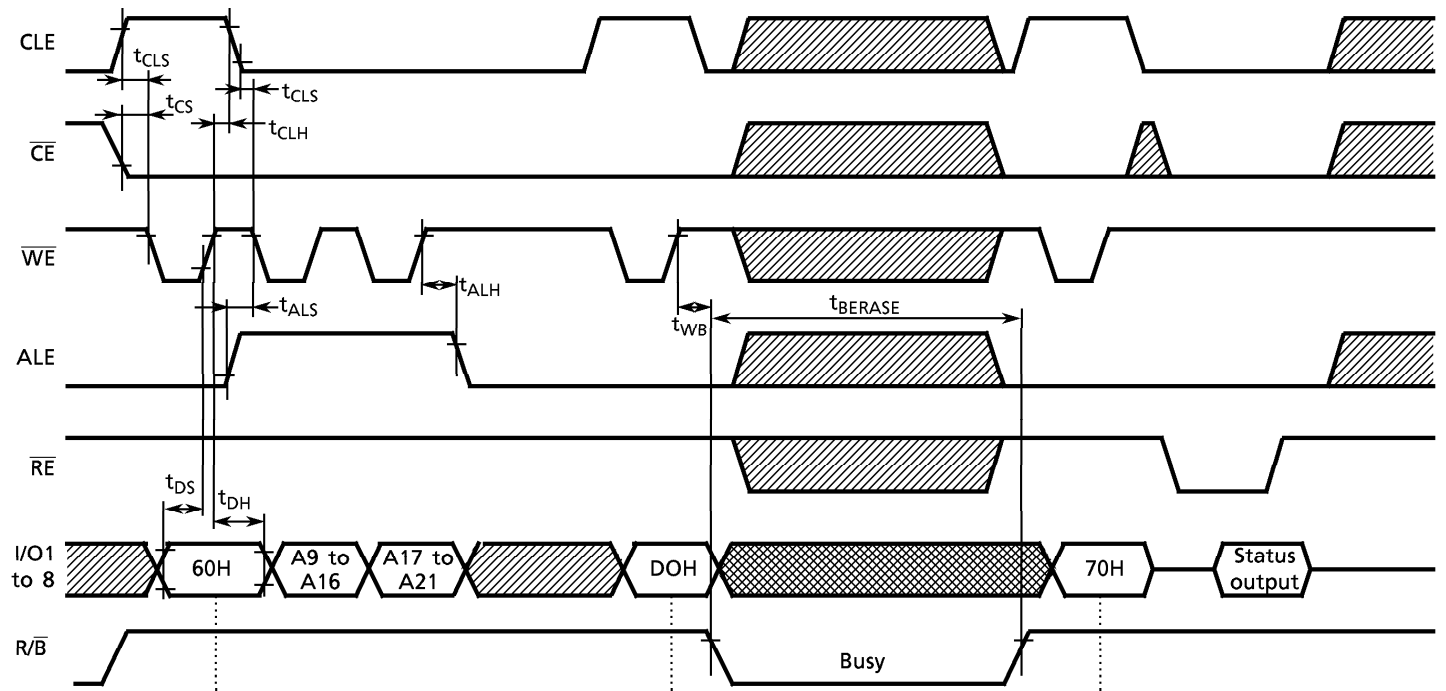 CLE
tCLS
tCLS
tCS
tCLH
CE
WE
tALS
tALH
tWB
tBERASE
ALE
RE
tDS
tDH
I/O1
to 8
60H
A9 to
A16
A17 to
A21
DOH
70H
Status
output
R/B
Busy